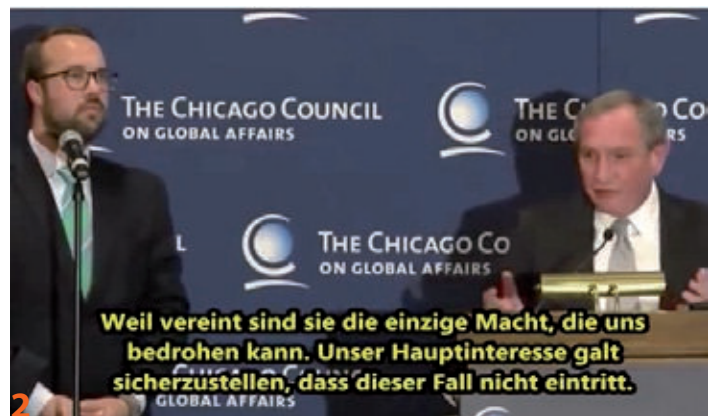 THE CHICAGO COUNCIL
ON GLOBAL AFFAIRS
THE CHICAGO CO
ON GLOBAL AFFAIRS
Weil vereint sind sie die einzige Macht, die uns
bedrohen kann. Unser Hauptinteresse galt
sicherzustellen, dass dieser Fall nicht eintritt.
GLOBAL AFFAIRS
2